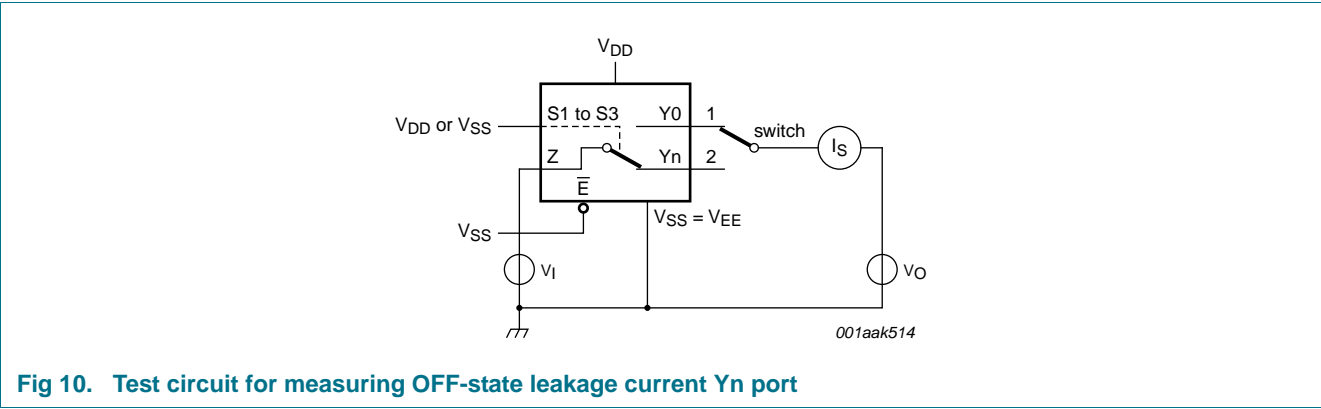 VDD
VDD or VSS
S1 to S3
Y0
1
switch
IS
Z
Yn
2
E
VSS = VEE
VSS
VI
VO
001aak514
Fig 10. Test circuit for measuring OFF-state leakage current Yn port